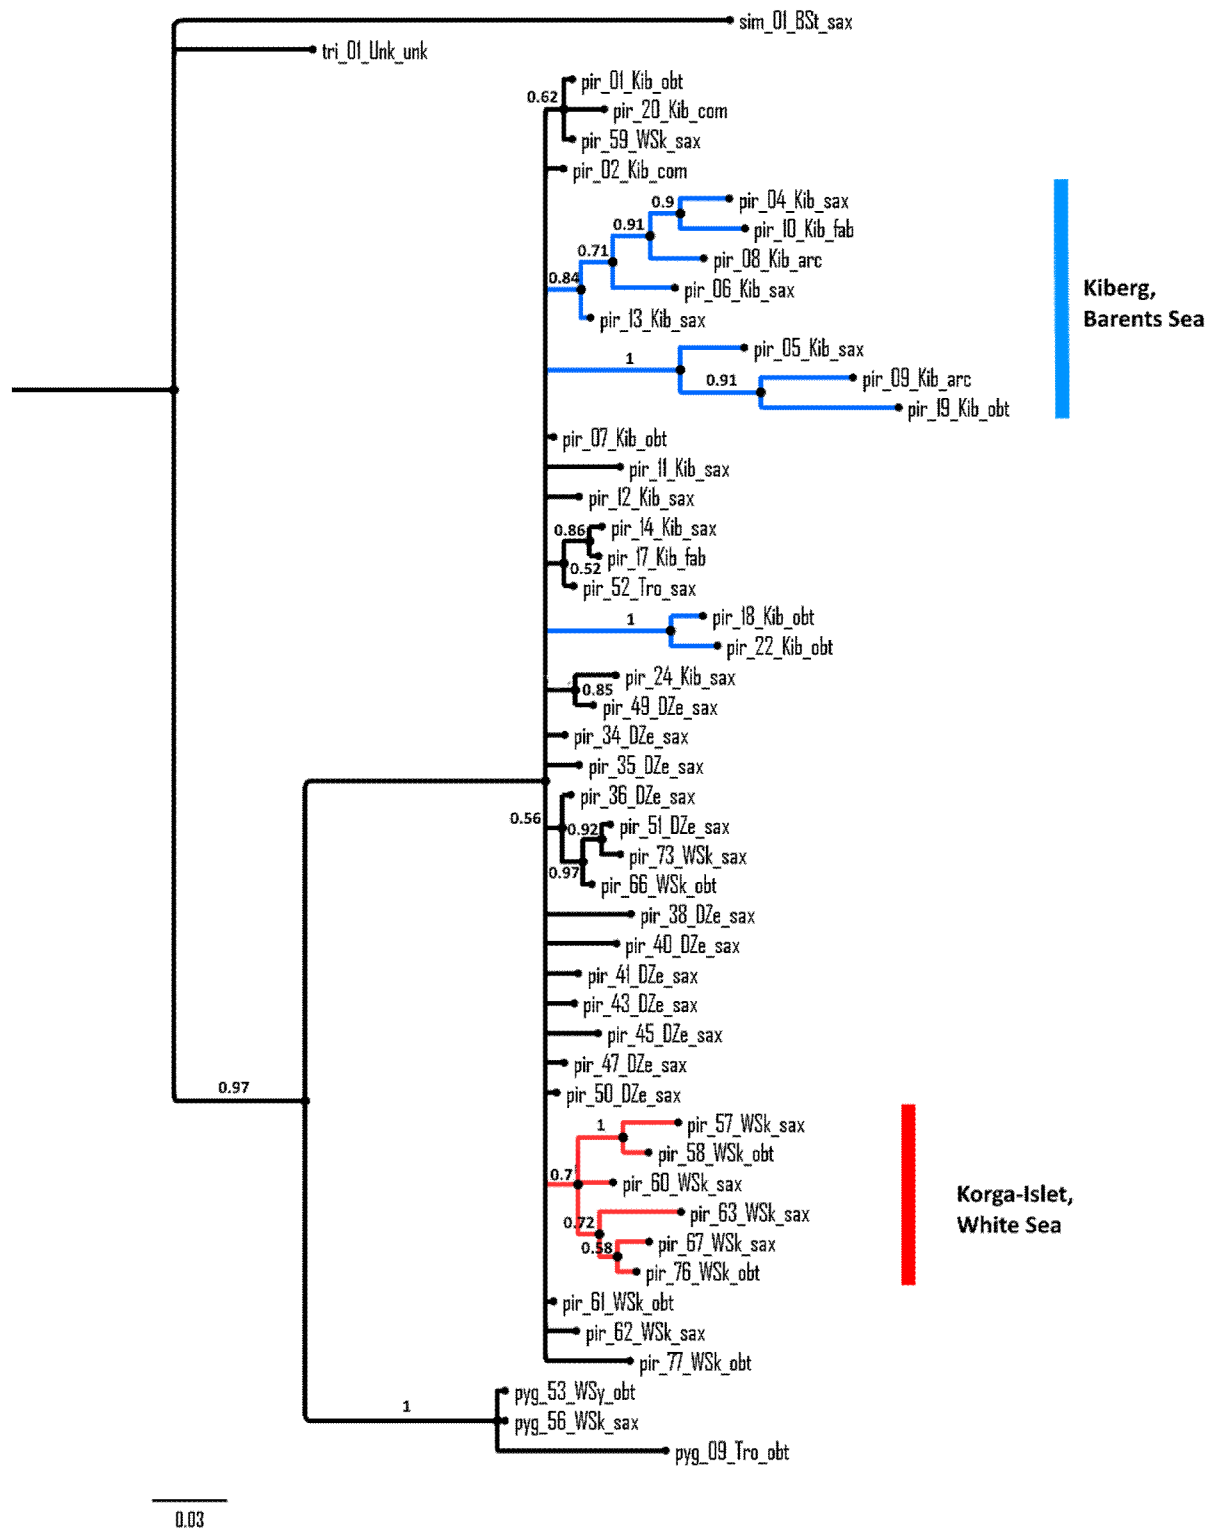 sim_01_BSt_sax
tri_01_Unk_unk
pir_01_Kib_obt
0.62
pir_20_Kib_com
pir_59_WSk_sax
pir_02_Kib_com
pir_04_Kib_sax
0.9
pir_10_Kib_fab
0.91
pir_08_Kib_arc
0.71
0.84
pir_06_Kib_sax
pir_13_Kib_sax
Kiberg,
Barents Sea
pir_05_Kib_sax
1
pir_09_Kib_arc
0.91
pir_19_Kib_obt
pir_07_Kib_obt
pir_11_Kib_sax
pir_12_Kib_sax
pir_14_Kib_sax
0.86
pir_17_Kib_fab
0.52
pir_52_Tro_sax
pir_18_Kib_obt
1
pir_22_Kib_obt
pir_24_Kib_sax
0.85
pir_49_DZe_sax
pir_34_DZe_sax
pir_35_DZe_sax
pir_36_DZe_sax
0.56
0.92
pir_51_DZe_sax
pir_73_WSk_sax
0.97
pir_66_WSk_obt
pir_38_DZe_sax
pir_40_DZe_sax
pir_41_DZe_sax
pir_43_DZe_sax
pir_45_DZe_sax
pir_47_DZe_sax
0.97
pir_50_DZe_sax
1
pir_57_WSk_sax
pir_58_WSk_obt
0.7
pir_60_WSk_sax
Korga-Islet,
White Sea
pir_63_WSk_sax
0.72
pir_67_WSk_sax
0.58
pir_76_WSk_obt
pir_61_WSk_obt
pir_62_WSk_sax
pir_77_WSk_obt
pyg_53_WSy_obt
1
pyg_56_WSk_sax
pyg_09_Tro_obt
0.03